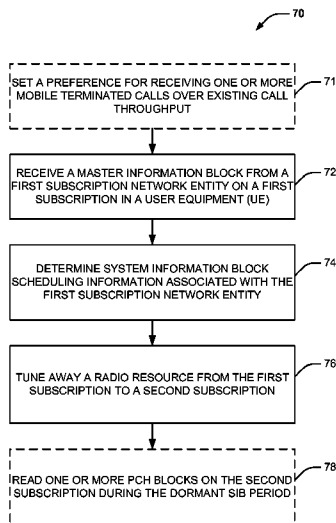 70
SET A PREFERENCE FOR RECEIVING ONE OR MORE
MOBILE TERMINATED CALLS OVER EXISTING CALL
THROUGHPUT
71
RECEIVE A MASTER INFORMATION BLOCK FROM A
FIRST SUBSCRIPTION NETWORK ENTITY ON A FIRST
SUBSCRIPTION IN A USER EQUIPMENT (UE)
72
DETERMINE SYSTEM INFORMATION BLOCK
SCHEDULING INFORMATION ASSOCIATED WITH THE
FIRST SUBSCRIPTION NETWORK ENTITY
74
TUNE AWAY A RADIO RESOURCE FROM THE FIRST
SUBSCRIPTION TO A SECOND SUBSCRIPTION
76
READ ONE OR MORE PCH BLOCKS ON THE SECOND
SUBSCRIPTION DURING THE DORMANT SIB PERIOD
78